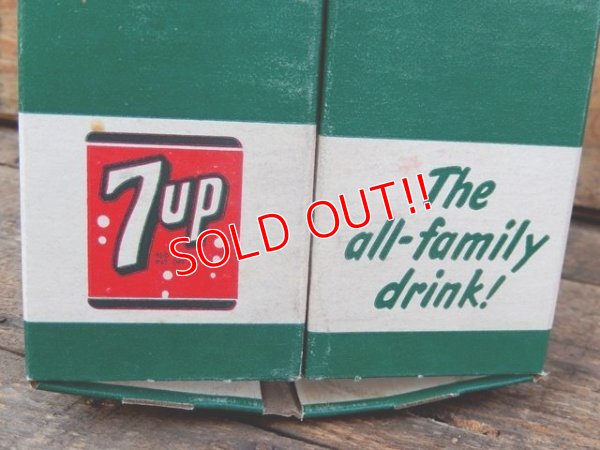 7up
SOLD OUT!!
The
all-family
drink!